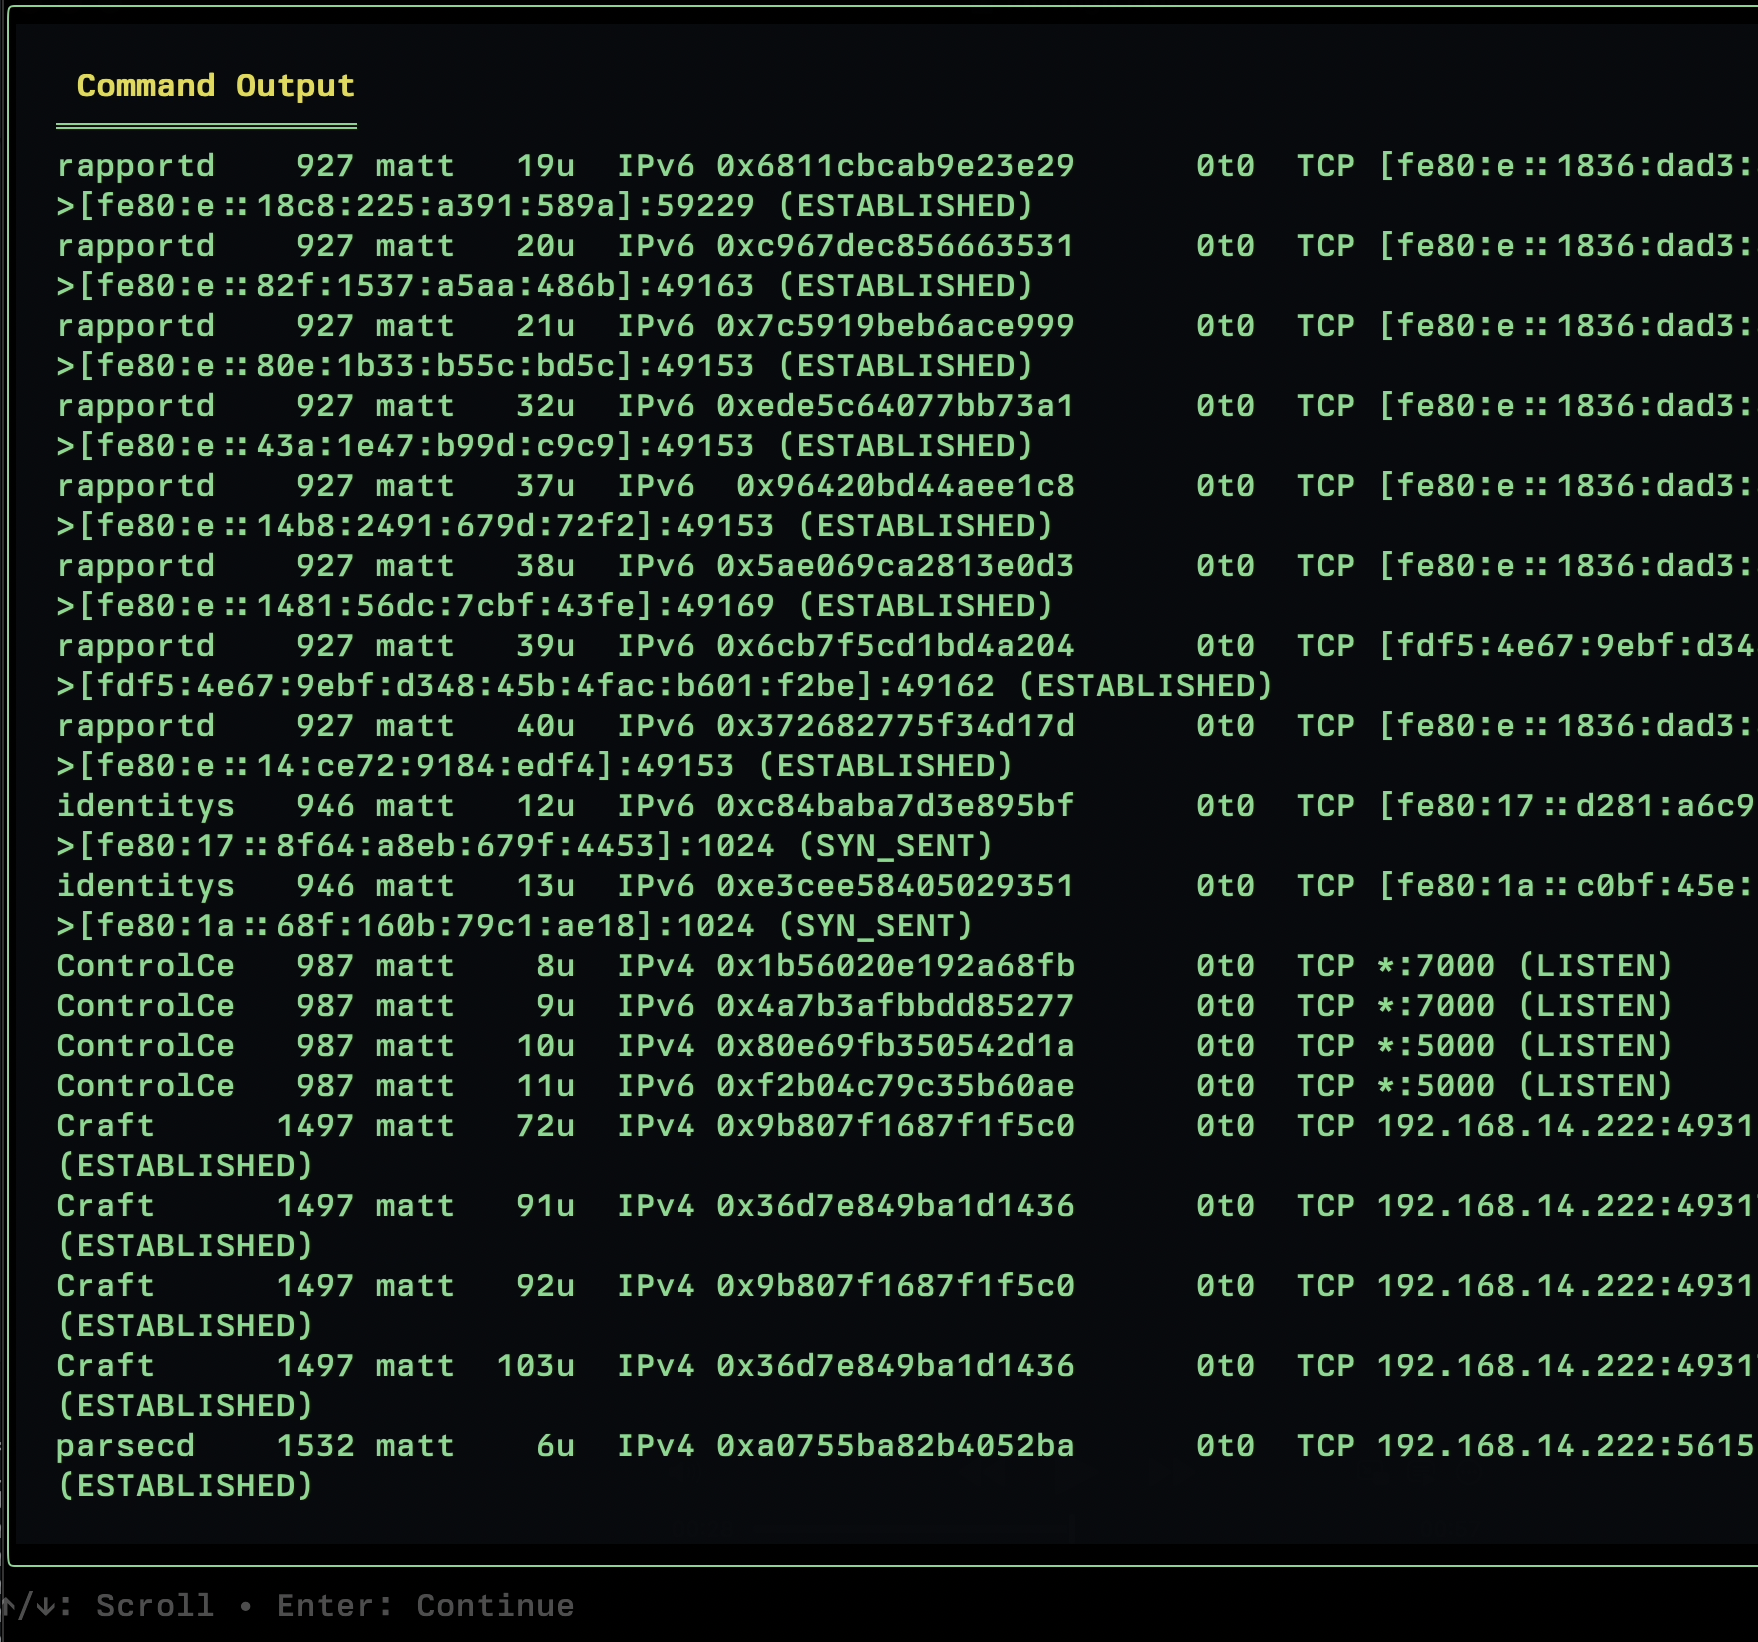 Command Output
rapportd    927 matt   19u  IPv6 0x6811cbcab9e23e29      0t0  TCP [fe80:e::1836:dad3:
>[fe80:e::18c8:225:a391:589a]:59229 (ESTABLISHED)
rapportd    927 matt   20u  IPv6 0xc967dec856663531      0t0  TCP [fe80:e::1836:dad3:
>[fe80:e::82f:1537:a5aa:486b]:49163 (ESTABLISHED)
rapportd    927 matt   21u  IPv6 0x7c5919beb6ace999      0t0  TCP [fe80:e::1836:dad3:
>[fe80:e::80e:1b33:b55c:bd5c]:49153 (ESTABLISHED)
rapportd    927 matt   32u  IPv6 0xede5c64077bb73a1      0t0  TCP [fe80:e::1836:dad3:
>[fe80:e::43a:1e47:b99d:c9c9]:49153 (ESTABLISHED)
rapportd    927 matt   37u  IPv6  0x96420bd44aee1c8      0t0  TCP [fe80:e::1836:dad3:
>[fe80:e::14b8:2491:679d:72f2]:49153 (ESTABLISHED)
rapportd    927 matt   38u  IPv6 0x5ae069ca2813e0d3      0t0  TCP [fe80:e::1836:dad3:
>[fe80:e::1481:56dc:7cbf:43fe]:49169 (ESTABLISHED)
rapportd    927 matt   39u  IPv6 0x6cb7f5cd1bd4a204      0t0  TCP [fdf5:4e67:9ebf:d34
>[fdf5:4e67:9ebf:d348:45b:4fac:b601:f2be]:49162 (ESTABLISHED)
rapportd    927 matt   40u  IPv6 0x372682775f34d17d      0t0  TCP [fe80:e::1836:dad3:
>[fe80:e::14:ce72:9184:edf4]:49153 (ESTABLISHED)
identitys   946 matt   12u  IPv6 0xc84baba7d3e895bf      0t0  TCP [fe80:17::d281:a6c9
>[fe80:17::8f64:a8eb:679f:4453]:1024 (SYN_SENT)
identitys   946 matt   13u  IPv6 0xe3cee58405029351      0t0  TCP [fe80:1a::c0bf:45e:
>[fe80:1a::68f:160b:79c1:ae18]:1024 (SYN_SENT)
ControlCe   987 matt    8u  IPv4 0x1b56020e192a68fb      0t0  TCP *:7000 (LISTEN)
ControlCe   987 matt    9u  IPv6 0x4a7b3afbbdd85277      0t0  TCP *:7000 (LISTEN)
ControlCe   987 matt   10u  IPv4 0x80e69fb350542d1a      0t0  TCP *:5000 (LISTEN)
ControlCe   987 matt   11u  IPv6 0xf2b04c79c35b60ae      0t0  TCP *:5000 (LISTEN)
Craft      1497 matt   72u  IPv4 0x9b807f1687f1f5c0      0t0  TCP 192.168.14.222:4931
(ESTABLISHED)
Craft      1497 matt   91u  IPv4 0x36d7e849ba1d1436      0t0  TCP 192.168.14.222:4931
(ESTABLISHED)
Craft      1497 matt   92u  IPv4 0x9b807f1687f1f5c0      0t0  TCP 192.168.14.222:4931
(ESTABLISHED)
Craft      1497 matt  103u  IPv4 0x36d7e849ba1d1436      0t0  TCP 192.168.14.222:4931
(ESTABLISHED)
parsecd    1532 matt    6u  IPv4 0xa0755ba82b4052ba      0t0  TCP 192.168.14.222:5615
(ESTABLISHED)
↑/↓: Scroll • Enter: Continue